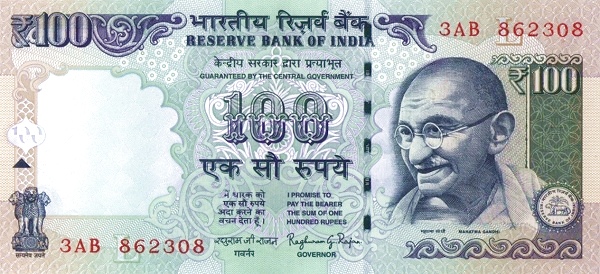 ₹100
भारतीय रिज़र्व बैंक
RESERVE BANK OF INDIA
3AB 862308
केन्द्रीय सरकार द्वारा प्रत्याभूत
GUARANTEED BY THE CENTRAL GOVERNMENT
₹100
100
एक सौ रुपये
मैं धारक को
एक सौ रुपये
अदा करने का
वचन देता हूँ।
I PROMISE TO
PAY THE BEARER
THE SUM OF ONE
HUNDRED RUPEES
रघुराम जी राजन
Raghuram G. Rajan
गवर्नर
GOVERNOR
महात्मा गांधी
MAHATMA GANDHI
सत्यमेव जयते
3AB 862308
L
L